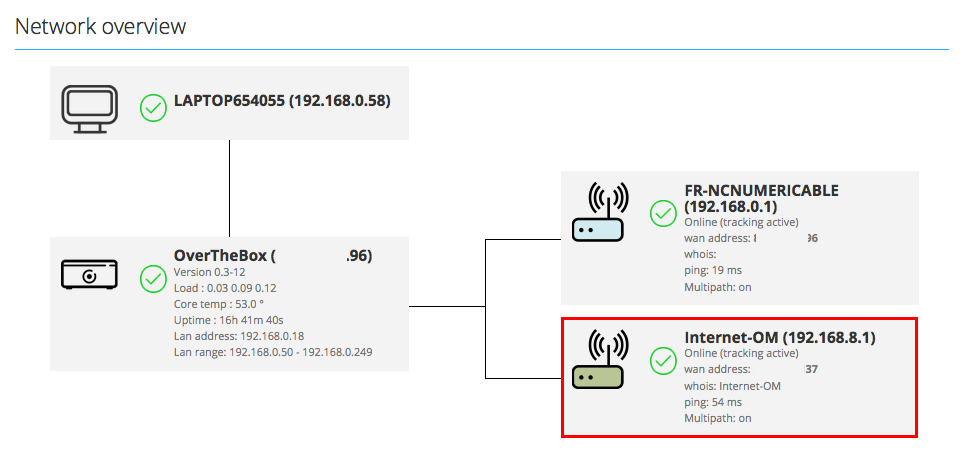 Network overview
LAPTOP654055 (192.168.0.58)
OverTheBox ( .96)
Version 0.3-12
Load : 0.03 0.09 0.12
Core temp : 53.0 °
Uptime : 16h 41m 40s
Lan address: 192.168.0.18
Lan range: 192.168.0.50 - 192.168.0.249
FR-NCNUMERICABLE
(192.168.0.1)
Online (tracking active)
wan address: 96
whois:
ping: 19 ms
Multipath: on
Internet-OM (192.168.8.1)
Online (tracking active)
wan address: 37
whois: Internet-OM
ping: 54 ms
Multipath: on